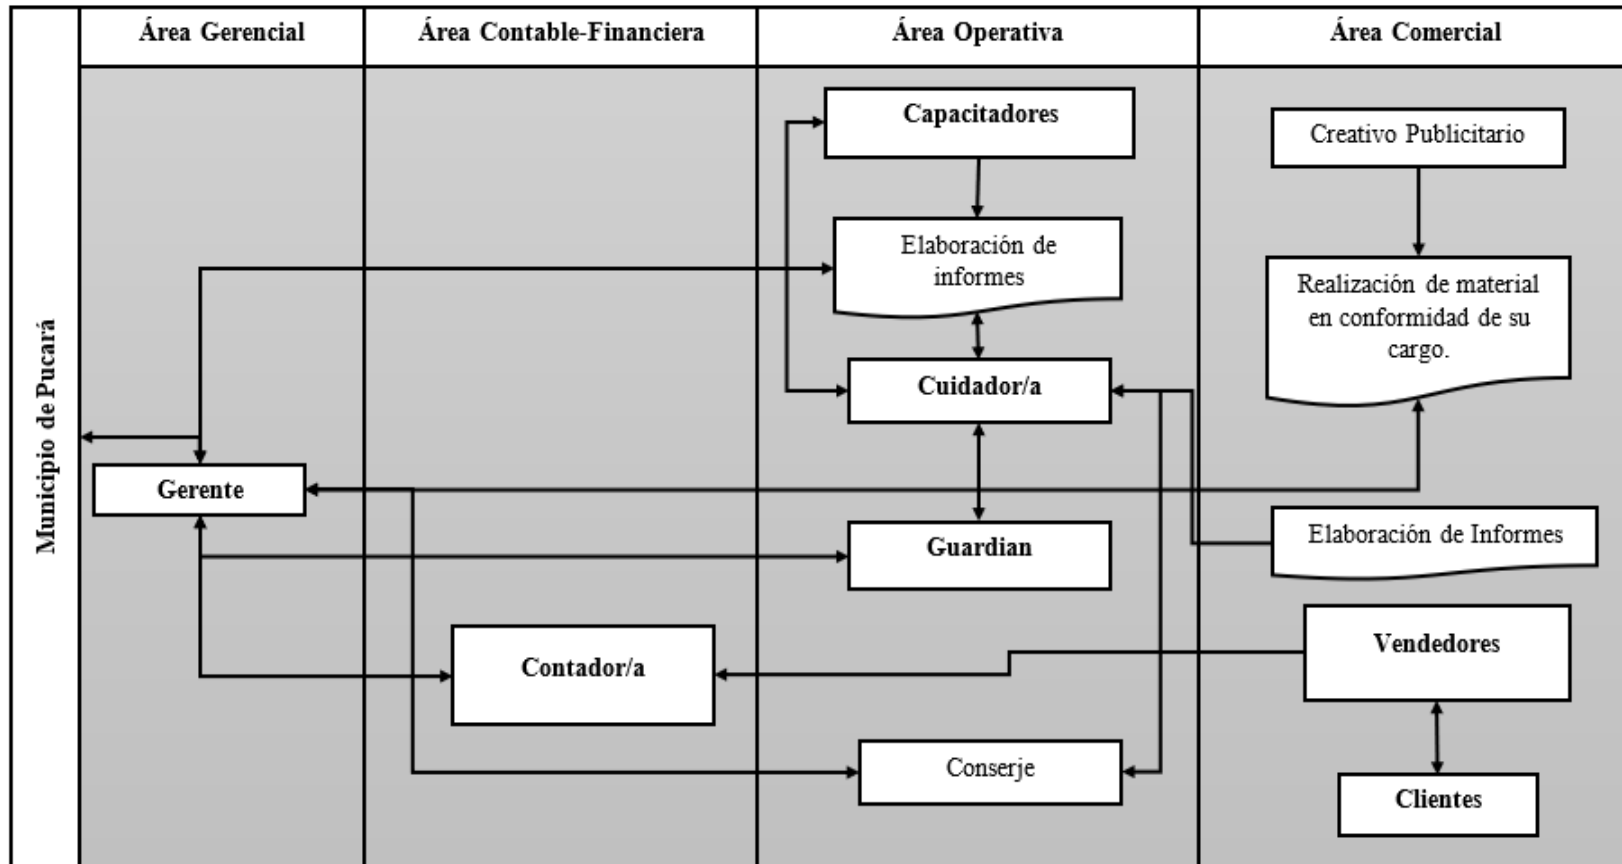 Área Gerencial
Área Contable-Financiera
Área Operativa
Área Comercial
Municipio de Pucará
Capacitadores
Creativo Publicitario
Elaboración de
informes
Realización de material
en conformidad de su
cargo.
Cuidador/a
Gerente
Guardian
Elaboración de Informes
Contador/a
Vendedores
Conserje
Clientes